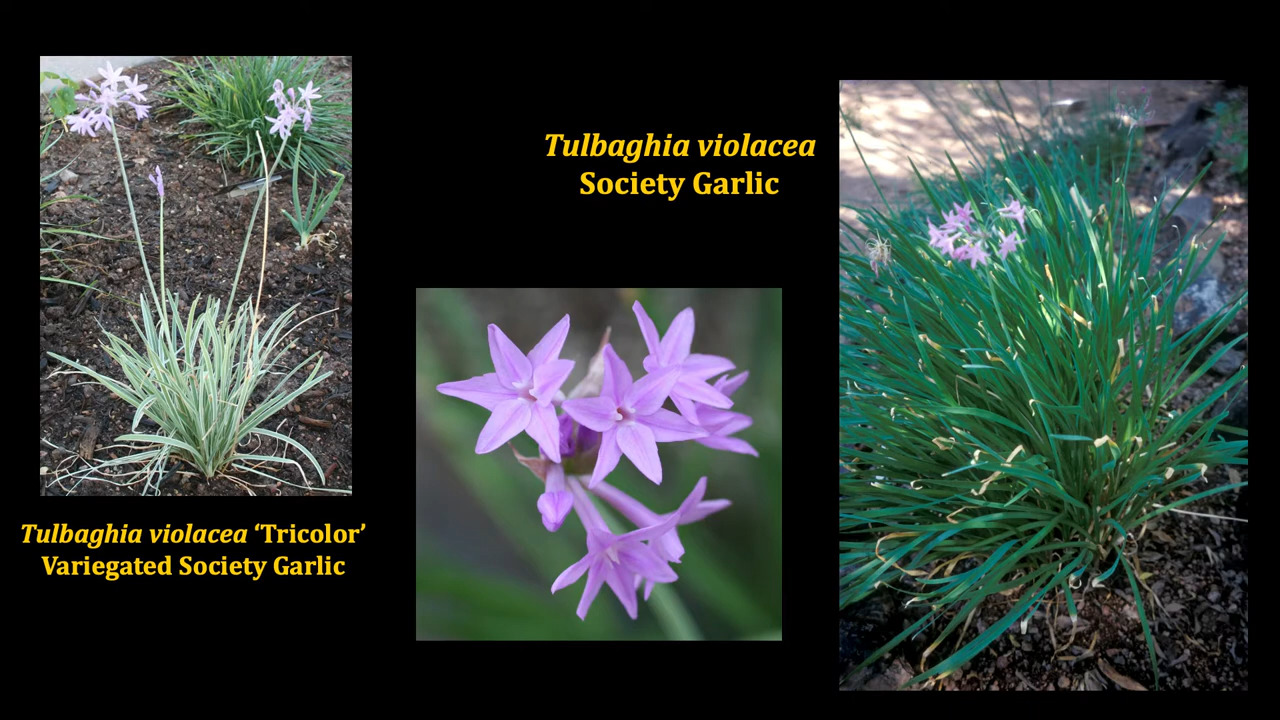 Tulbaghia violacea
Society Garlic
Tulbaghia violacea ‘Tricolor’
Variegated Society Garlic